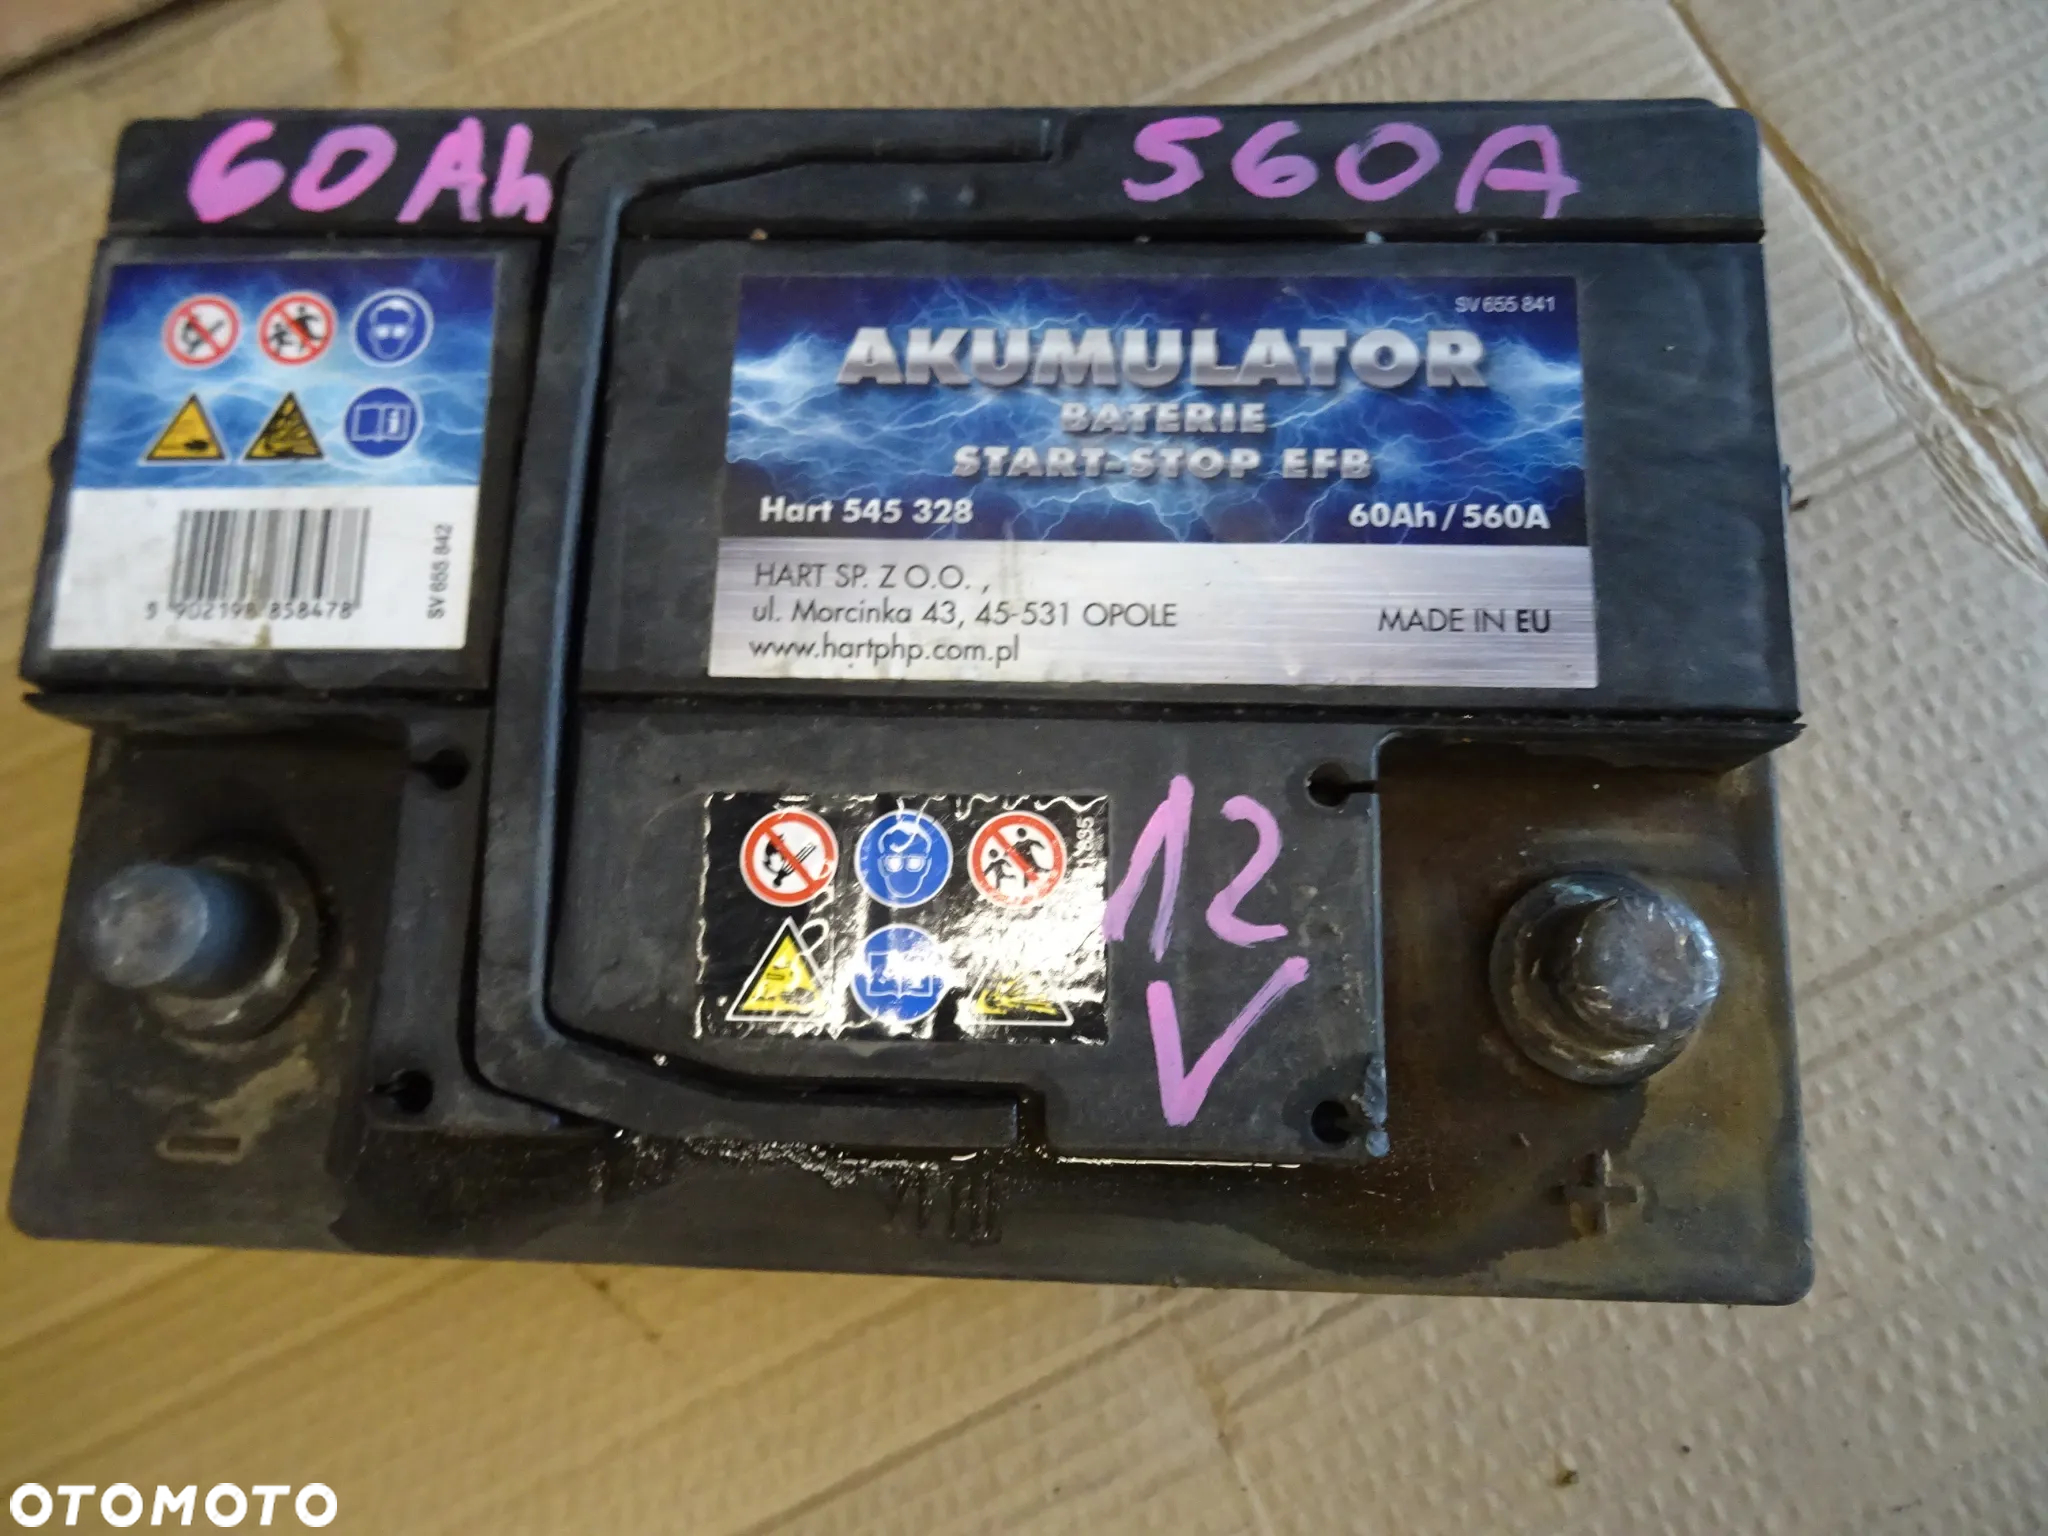 60Ah
560A
SV 655 841
AKUMULATOR
BATERIE
START-STOP EFB
Hart 545 328
60Ah / 560A
HART SP. Z O.O. ,
ul. Morcinka 43, 45-531 OPOLE
www.hartphp.com.pl
MADE IN EU
5 902198 858478
SV 655 842
1835
12
V
-
+
OTOMOTO